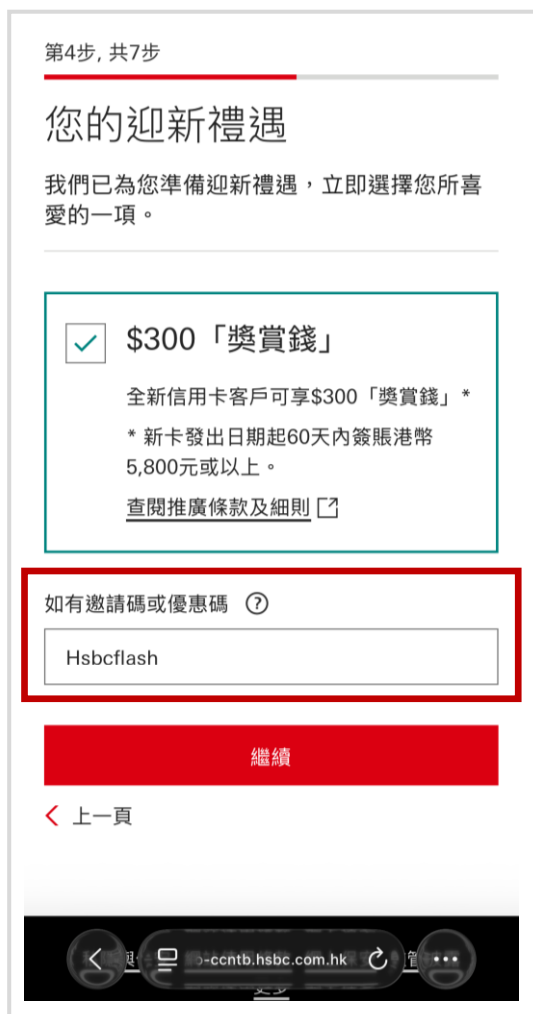 第4步, 共7步
您的迎新禮遇
我們已為您準備迎新禮遇，立即選擇您所喜
愛的一項。
$300「獎賞錢」
全新信用卡客戶可享$300「獎賞錢」*
* 新卡發出日期起60天內簽賬港幣
5,800元或以上。
查閱推廣條款及細則
如有邀請碼或優惠碼 ?
Hsbcflash
繼續
上一頁
-ccntb.hsbc.com.hk